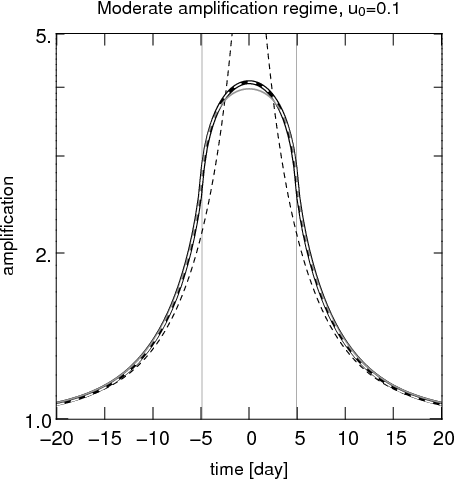 Moderate amplification regime, u₀=0.1
5.
2.
1.0
amplification
−20 −15 −10 −5 0 5 10 15 20
time [day]